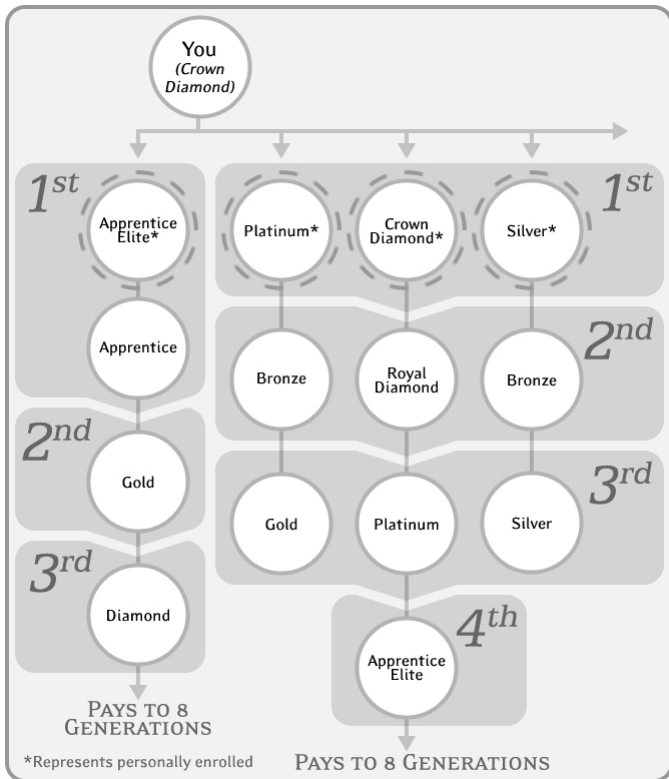 You
(Crown
Diamond)
1st
Apprentice
Elite*
Platinum*
Crown
Diamond*
Silver*
1st
Apprentice
Bronze
Royal
Diamond
Bronze
2nd
2nd
Gold
Gold
Platinum
Silver
3rd
3rd
Diamond
Apprentice
Elite
4th
PAYS TO 8
GENERATIONS
*Represents personally enrolled
PAYS TO 8 GENERATIONS